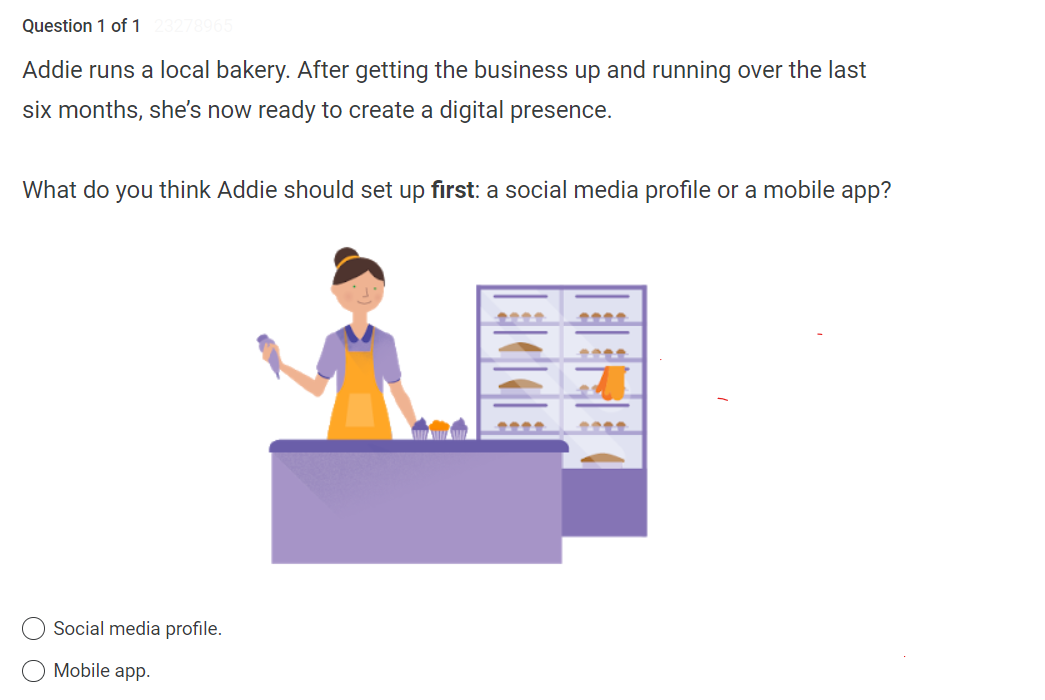 Question 1 of 1 23278965
Addie runs a local bakery. After getting the business up and running over the last
six months, she’s now ready to create a digital presence.
What do you think Addie should set up first: a social media profile or a mobile app?
Social media profile.
Mobile app.